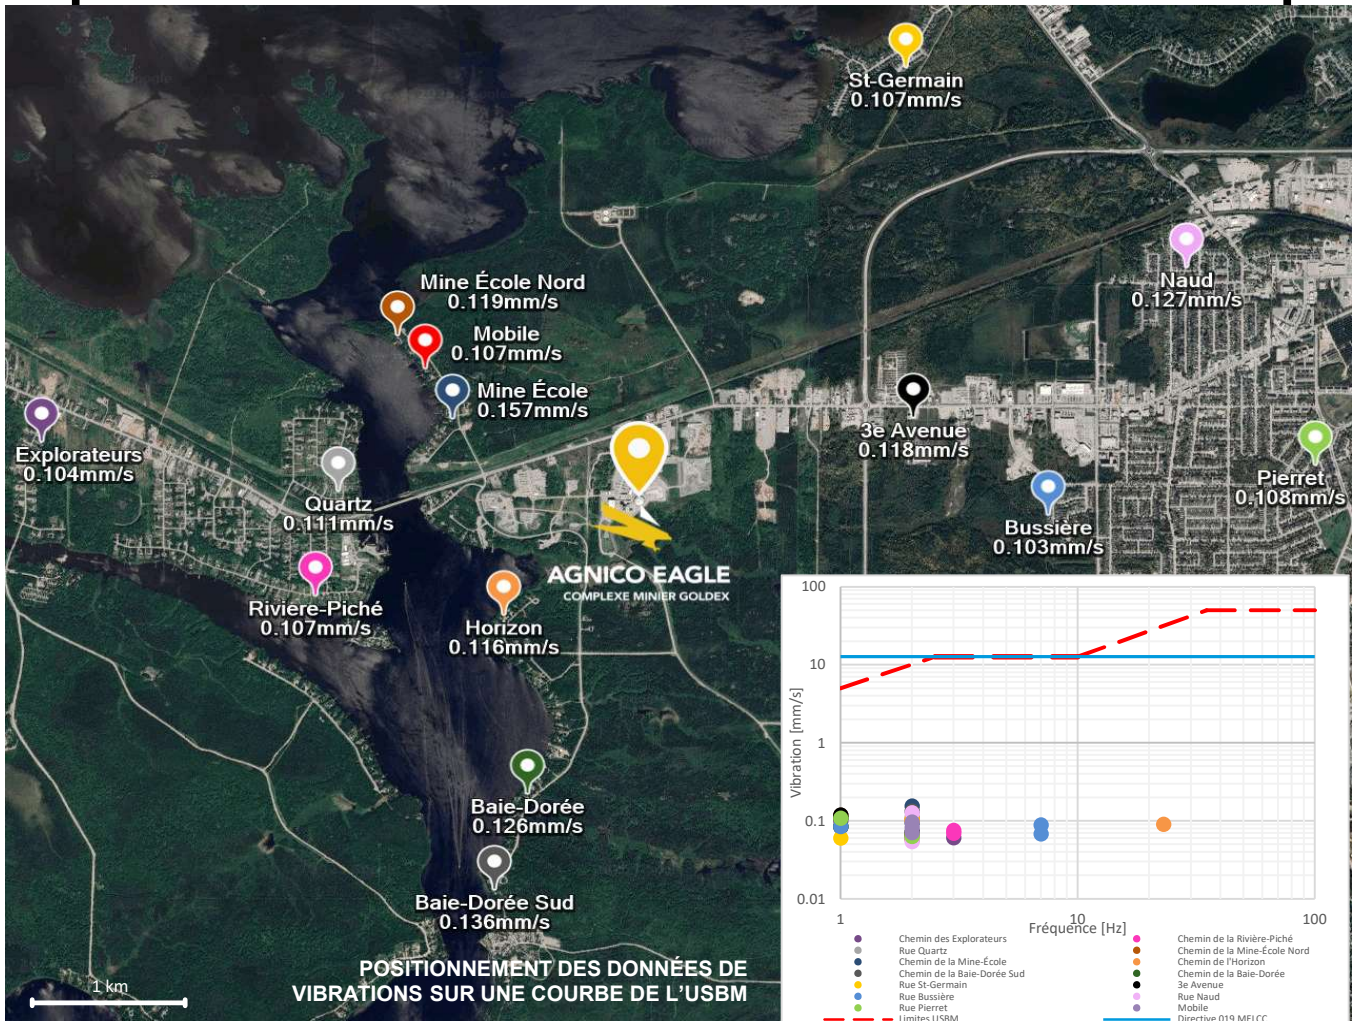 St-Germain
0.107mm/s
Naud
0.127mm/s
Mine École Nord
0.119mm/s
Mobile
0.107mm/s
Mine École
0.157mm/s
Explorateurs
0.104mm/s
3e Avenue
0.118mm/s
Pierret
0.108mm/s
Quartz
0.111mm/s
Bussière
0.103mm/s
AGNICO EAGLE
COMPLEXE MINIER GOLDEX
Riviere-Piché
0.107mm/s
Horizon
0.116mm/s
Baie-Dorée
0.126mm/s
Baie-Dorée Sud
0.136mm/s
POSITIONNEMENT DES DONNÉES DE
VIBRATIONS SUR UNE COURBE DE L'USBM
1 km
100
10
1
0.1
0.01
Vibration [mm/s]
1 10 100
Fréquence [Hz]
Chemin des Explorateurs Chemin de la Rivière-Piché
Rue Quartz Chemin de la Mine-École Nord
Chemin de la Mine-École Chemin de l'Horizon
Chemin de la Baie-Dorée Sud Chemin de la Baie-Dorée
Rue St-Germain 3e Avenue
Rue Bussière Rue Naud
Rue Pierret Mobile
Limites USBM Directive 019 MELCC